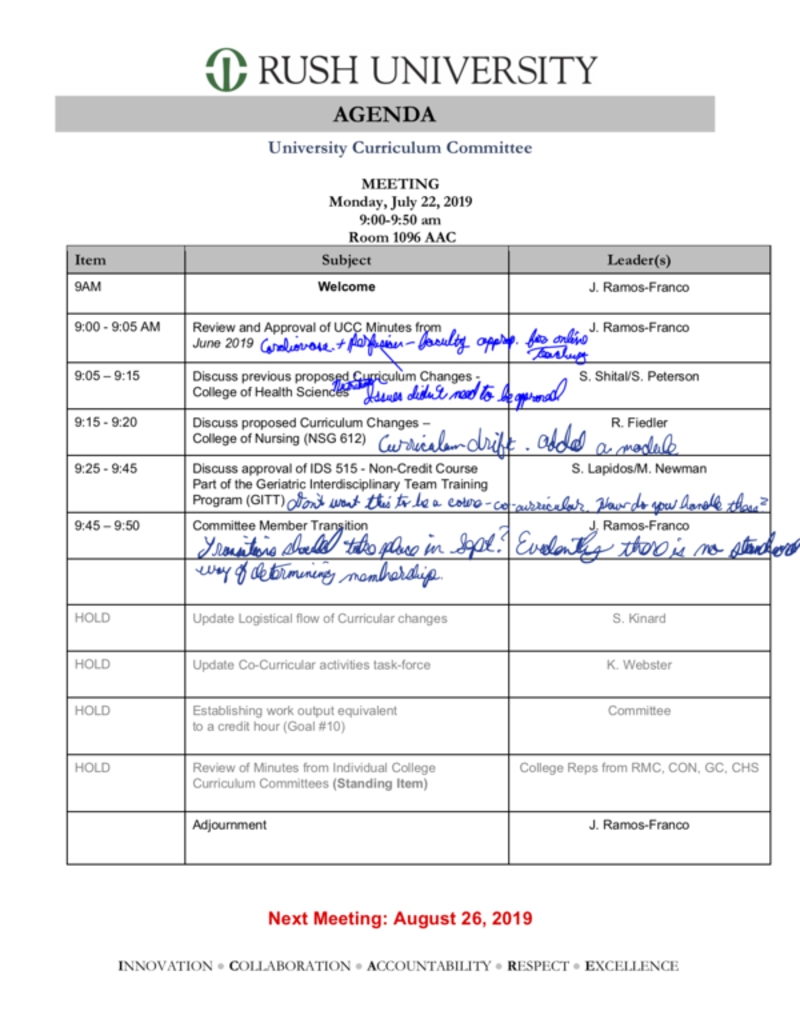 RUSH UNIVERSITY
AGENDA
University Curriculum Committee
MEETING
Monday, July 22, 2019
9:00-9:50 am
Room 1096 AAC
Item Subject Leader(s)
9AM Welcome J. Ramos-Franco
9:00 - 9:05 AM Review and Approval of UCC Minutes from J. Ramos-Franco
June 2019 Cardiovasc. + Perfusion - faculty approp. for online
teaching
9:05 – 9:15 Discuss previous proposed Curriculum Changes - S. Shital/S. Peterson
College of Health Sciences Issues didn't need to be approved
9:15 - 9:20 Discuss proposed Curriculum Changes – R. Fiedler
College of Nursing (NSG 612) Curriculum drift. added a module
9:25 - 9:45 Discuss approval of IDS 515 - Non-Credit Course S. Lapidos/M. Newman
Part of the Geriatric Interdisciplinary Team Training
Program (GITT) Don't want this to be a - co-curricular. How do you handle these?
9:45 – 9:50 Committee Member Transition J. Ramos-Franco
Transitions should take place in Sept? Evidently there is no standard
way of determining membership.
HOLD Update Logistical flow of Curricular changes S. Kinard
HOLD Update Co-Curricular activities task-force K. Webster
HOLD Establishing work output equivalent Committee
to a credit hour (Goal #10)
HOLD Review of Minutes from Individual College College Reps from RMC, CON, GC, CHS
Curriculum Committees (Standing Item)
Adjournment J. Ramos-Franco
Next Meeting: August 26, 2019
INNOVATION • COLLABORATION • ACCOUNTABILITY • RESPECT • EXCELLENCE